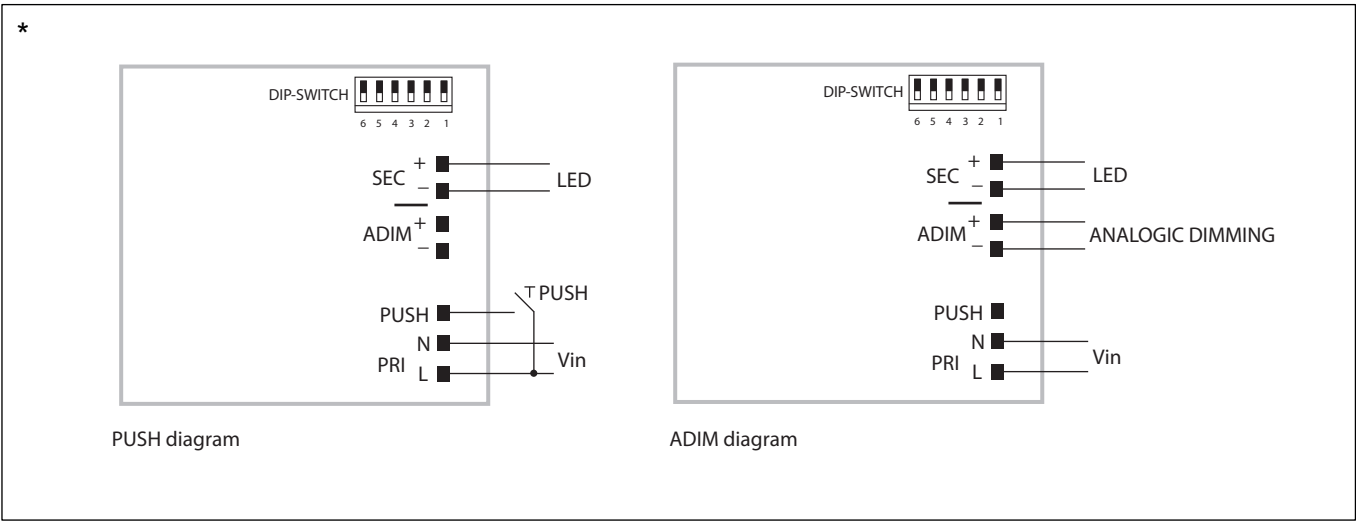 *
DIP-SWITCH
6 5 4 3 2 1
+
SEC
−
LED
+
ADIM
−
PUSH
PUSH
N
PRI
L
Vin
PUSH diagram
DIP-SWITCH
6 5 4 3 2 1
+
SEC
−
LED
+
ADIM
−
ANALOGIC DIMMING
PUSH
N
PRI
L
Vin
ADIM diagram